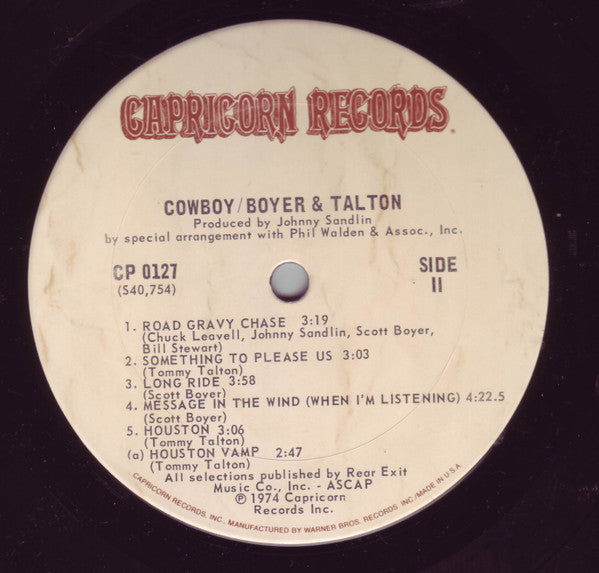 CAPRICORN RECORDS.
COWBOY/BOYER & TALTON
Produced by Johnny Sandlin
by special arrangement with Phil Walden & Assoc., Inc.
CP 0127
(S40,754)
SIDE
II
1. ROAD GRAVY CHASE 3:19
(Chuck Leavell, Johnny Sandlin, Scott Boyer,
Bill Stewart)
2. SOMETHING TO PLEASE US 3:03
(Tommy Talton)
3. LONG RIDE 3:58
(Scott Boyer)
4. MESSAGE IN THE WIND (WHEN I'M LISTENING) 4:22.5
(Scott Boyer)
5. HOUSTON 3:06
(Tommy Talton)
(a) HOUSTON VAMP 2:47
(Tommy Talton)
All selections published by Rear Exit
Music Co., Inc. - ASCAP
℗ 1974 Capricorn
Records Inc.
CAPRICORN RECORDS, INC. MANUFACTURED BY WARNER BROS. RECORDS INC./MADE IN U.S.A